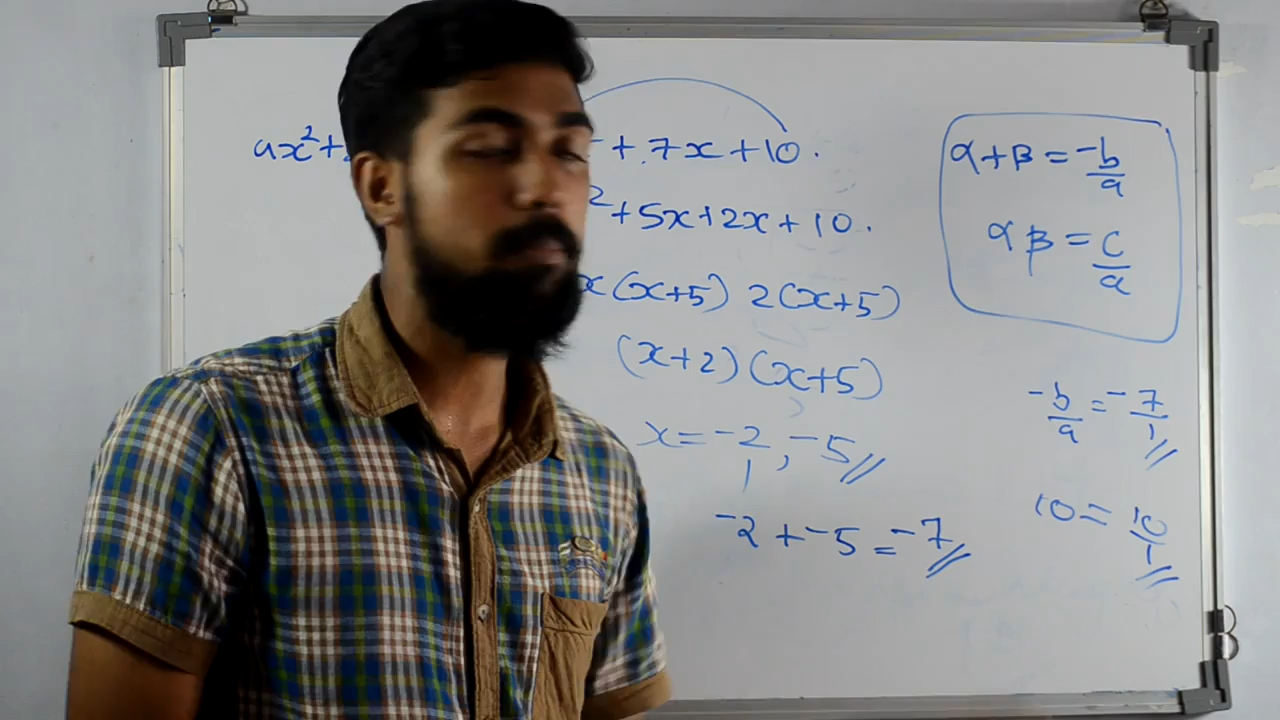 ax²+
+7x+10.
²+5x+2x+10.
x(x+5) 2(x+5)
(x+2)(x+5)
x=-2, -5
-2+-5=-7
α+β=-b/a
αβ=c/a
-b/a=-7/1
10=10/1